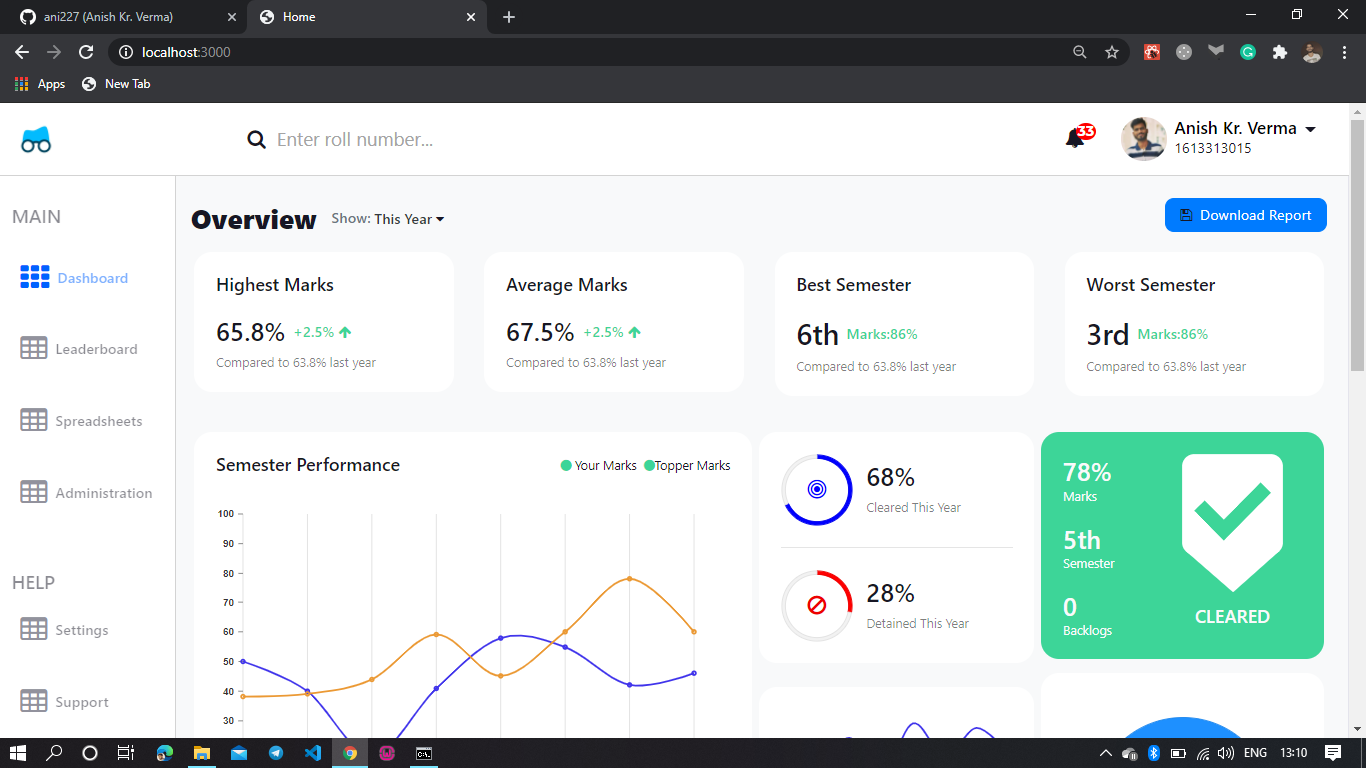 ani227 (Anish Kr. Verma)
Home
localhost:3000
Apps
New Tab
Enter roll number...
33
Anish Kr. Verma
1613313015
MAIN
Dashboard
Leaderboard
Spreadsheets
Administration
HELP
Settings
Support
Overview
Show: This Year
Download Report
Highest Marks
65.8% +2.5%
Compared to 63.8% last year
Average Marks
67.5% +2.5%
Compared to 63.8% last year
Best Semester
6th Marks:86%
Compared to 63.8% last year
Worst Semester
3rd Marks:86%
Compared to 63.8% last year
Semester Performance
Your Marks
Topper Marks
100
90
80
70
60
50
40
30
68%
Cleared This Year
28%
Detained This Year
78%
Marks
5th
Semester
0
Backlogs
CLEARED
ENG
13:10